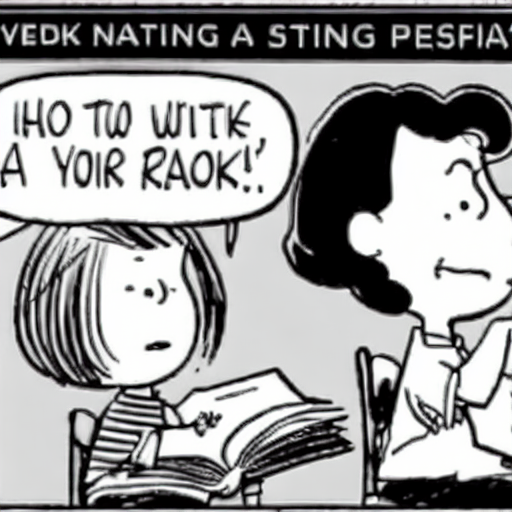 VEDK NATING A STING PESFIA'
IHO TW WITK,
A YOIR RAOK!!